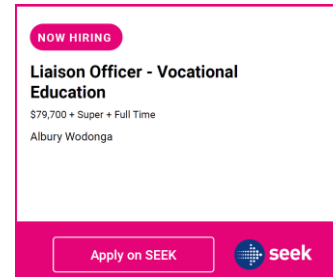 NOW HIRING
Liaison Officer - Vocational
Education
$79,700 + Super + Full Time
Albury Wodonga
Apply on SEEK
seek